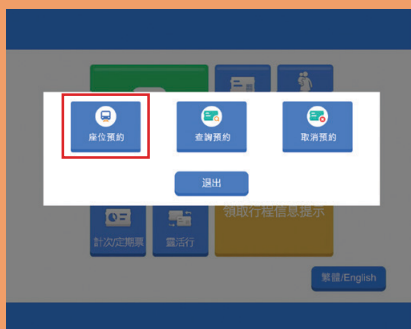 座位預約
查詢預約
取消預約
退出
領取行程信息提示
計次/定期票
靈活行
繁體/English